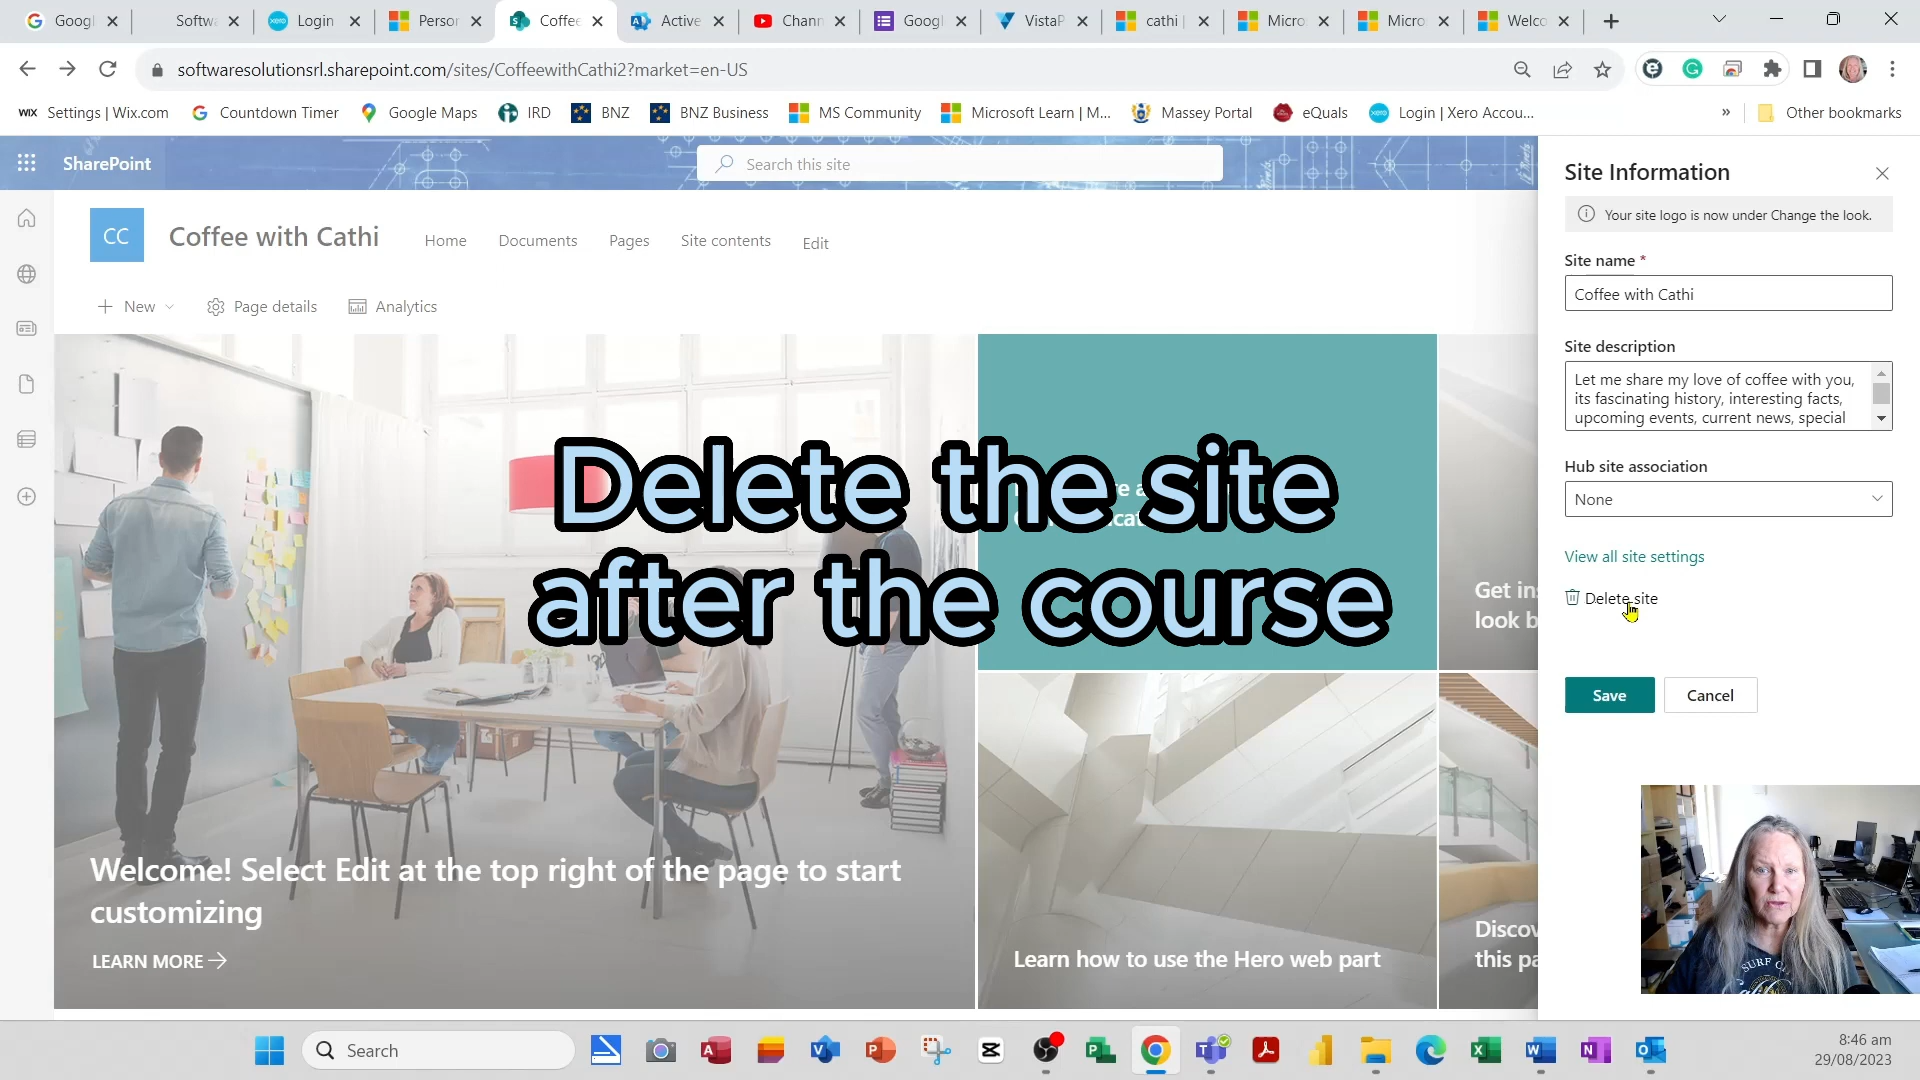 Googl
Softw
Login
Person
Coffee
Active
Chann
Googl
VistaP
cathi |
Micro
Micro
Welco
softwaresolutionsrl.sharepoint.com/sites/CoffeewithCathi2?market=en-US
WIX Settings | Wix.com
Countdown Timer
Google Maps
IRD
BNZ
BNZ Business
MS Community
Microsoft Learn | M...
Massey Portal
eQuals
Login | Xero Accou...
»
Other bookmarks
SharePoint
Search this site
CC
Coffee with Cathi
Home
Documents
Pages
Site contents
Edit
New
Page details
Analytics
Delete the site
after the course
Welcome! Select Edit at the top right of the page to start
customizing
LEARN MORE
Learn how to use the Hero web part
Get in
look b
Discov
this pa
Site Information
Your site logo is now under Change the look.
Site name *
Coffee with Cathi
Site description
Let me share my love of coffee with you,
its fascinating history, interesting facts,
upcoming events, current news, special
Hub site association
None
View all site settings
Delete site
Save
Cancel
SURF
Search
8:46 am
29/08/2023